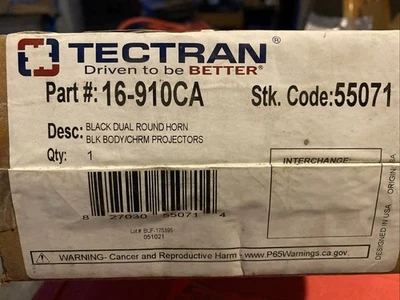 TECTRAN®
Driven to be BETTER®
Part #: 16-910CA Stk. Code:55071
Desc: BLACK DUAL ROUND HORN
BLK BODY/CHRM PROJECTORS
Qty: 1
INTERCHANGE:
8 27030 55071 4
051021
DESIGNED IN USA
WARNING- Cancer and Reproductive Harm - www.P65Warnings.ca.gov